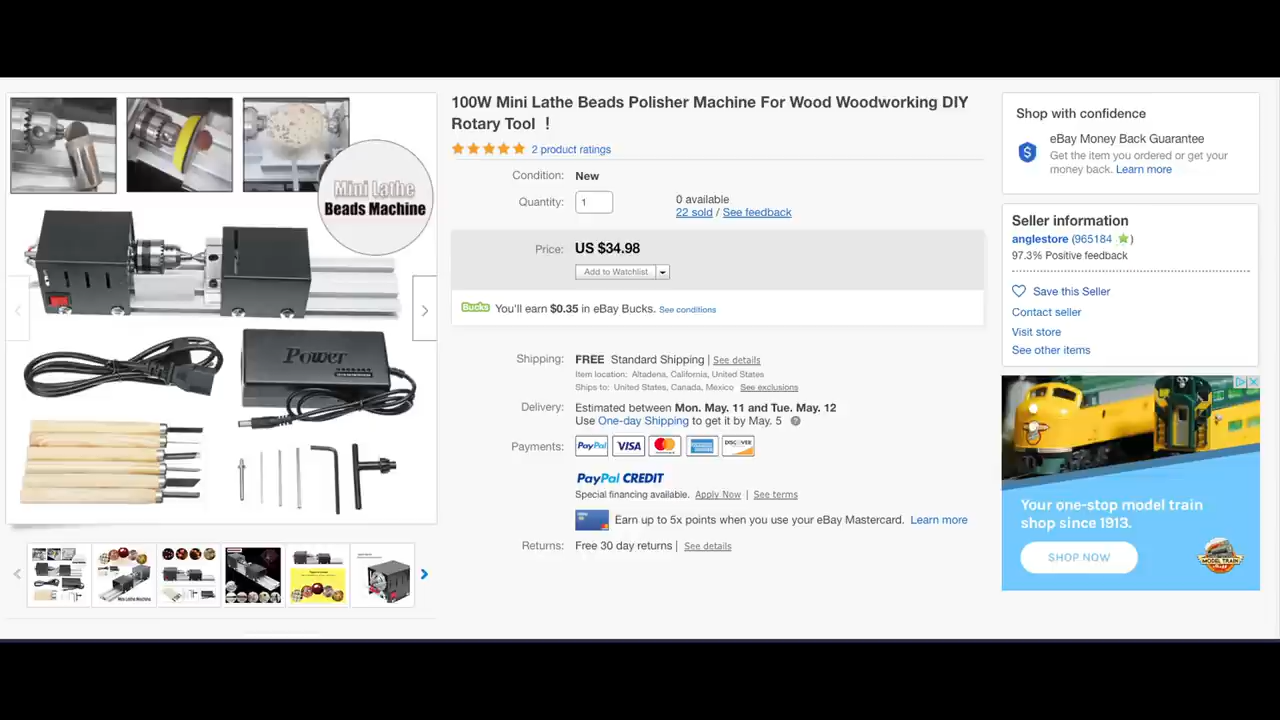 Mini Lathe
Beads Machine
Power
100W Mini Lathe Beads Polisher Machine For Wood Woodworking DIY
Rotary Tool !
2 product ratings
Condition: New
Quantity: 1
0 available
22 sold / See feedback
Price: US $34.98
Add to Watchlist
Bucks You'll earn $0.35 in eBay Bucks. See conditions
Shipping: FREE Standard Shipping | See details
Item location: Altadena, California, United States
Ships to: United States, Canada, Mexico See exclusions
Delivery: Estimated between Mon. May. 11 and Tue. May. 12
Use One-day Shipping to get it by May. 5 ?
Payments: PayPal VISA MasterCard DISCOVER
PayPal CREDIT
Special financing available. Apply Now | See terms
Earn up to 5x points when you use your eBay Mastercard. Learn more
Returns: Free 30 day returns | See details
Shop with confidence
eBay Money Back Guarantee
Get the item you ordered or get your
money back. Learn more
Seller information
anglestore (965184 )
97.3% Positive feedback
Save this Seller
Contact seller
Visit store
See other items
Your one-stop model train
shop since 1913.
SHOP NOW
MODEL TRAIN